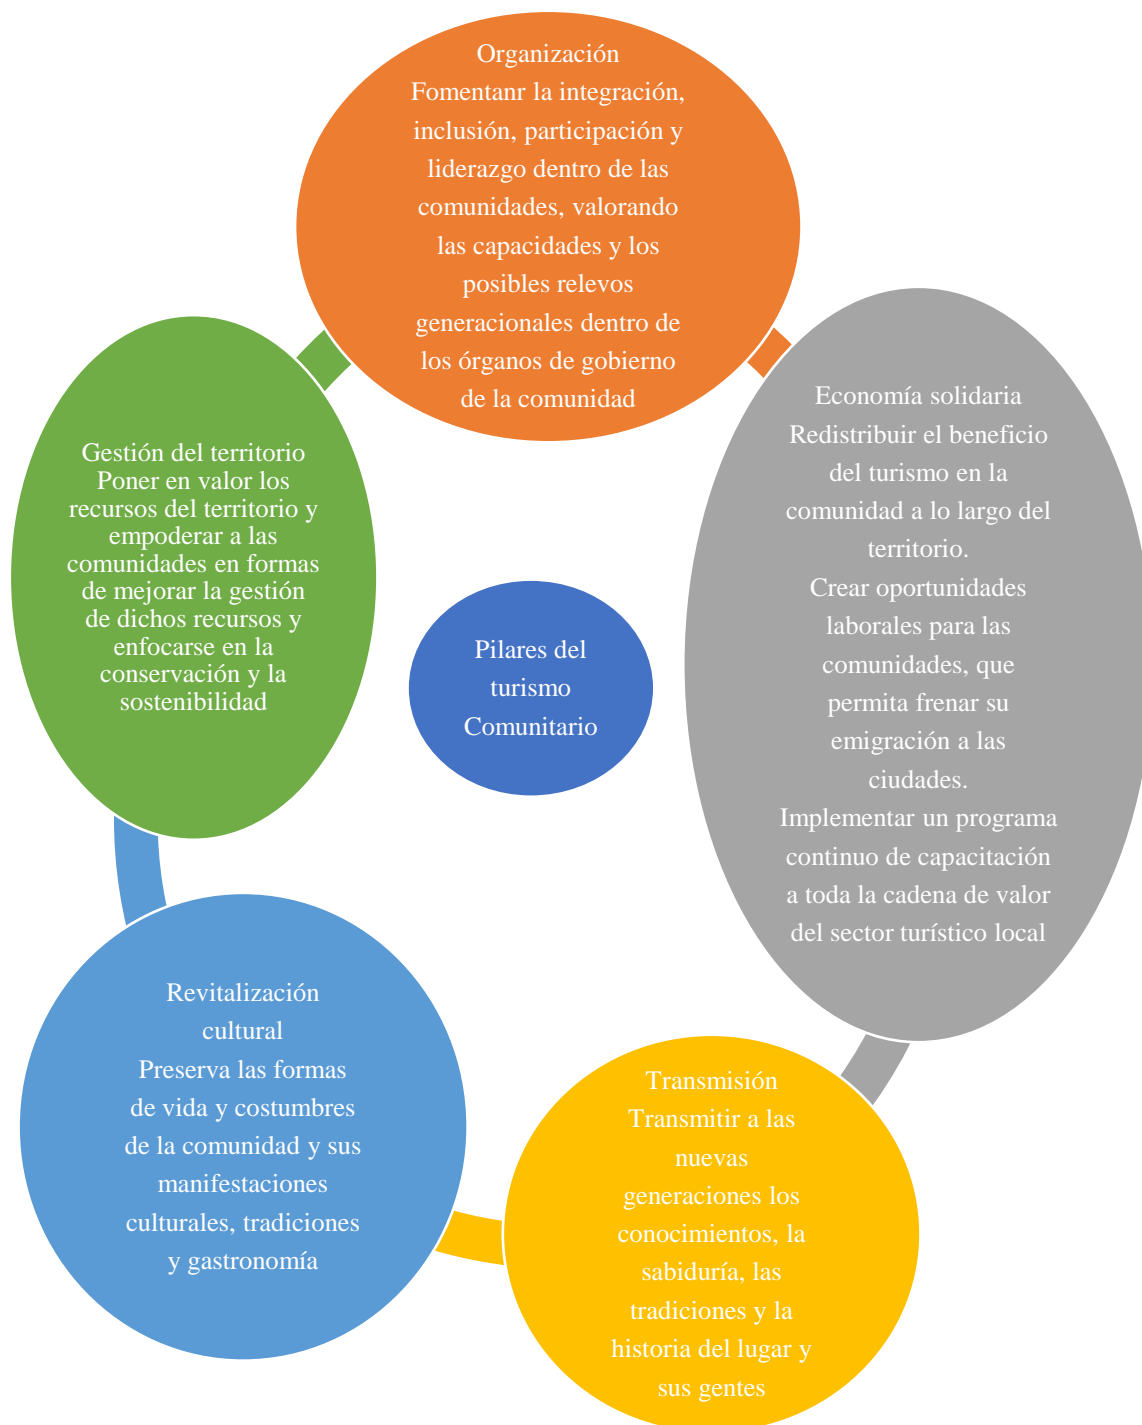 Organización
Fomentanr la integración,
inclusión, participación y
liderazgo dentro de las
comunidades, valorando
las capacidades y los
posibles relevos
generacionales dentro de
los órganos de gobierno
de la comunidad
Economía solidaria
Redistribuir el beneficio
del turismo en la
comunidad a lo largo del
territorio.
Crear oportunidades
laborales para las
comunidades, que
permita frenar su
emigración a las
ciudades.
Implementar un programa
continuo de capacitación
a toda la cadena de valor
del sector turístico local
Transmisión
Transmitir a las
nuevas
generaciones los
conocimientos, la
sabiduría, las
tradiciones y la
historia del lugar y
sus gentes
Revitalización
cultural
Preserva las formas
de vida y costumbres
de la comunidad y sus
manifestaciones
culturales, tradiciones
y gastronomía
Gestión del territorio
Poner en valor los
recursos del territorio y
empoderar a las
comunidades en formas
de mejorar la gestión
de dichos recursos y
enfocarse en la
conservación y la
sostenibilidad
Pilares del
turismo
Comunitario